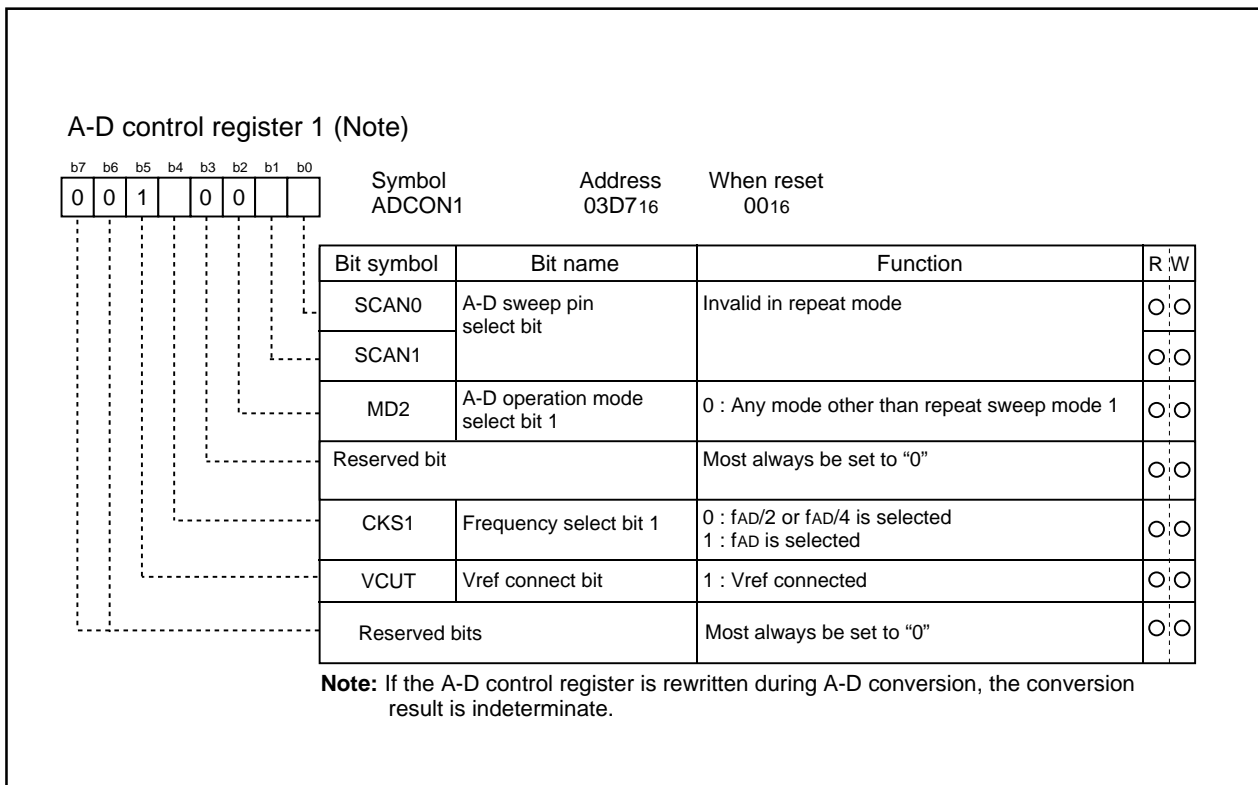 A-D control register 1 (Note)
b7 b6 b5 b4 b3 b2 b1 b0
0 0 1 0 0
Symbol Address When reset
ADCON1 03D716 0016
Bit symbol Bit name Function R W
SCAN0 A-D sweep pin select bit Invalid in repeat mode
SCAN1
MD2 A-D operation mode select bit 1 0 : Any mode other than repeat sweep mode 1
Reserved bit Most always be set to “0”
CKS1 Frequency select bit 1 0 : fAD/2 or fAD/4 is selected
1 : fAD is selected
VCUT Vref connect bit 1 : Vref connected
Reserved bits Most always be set to “0”
Note: If the A-D control register is rewritten during A-D conversion, the conversion
result is indeterminate.